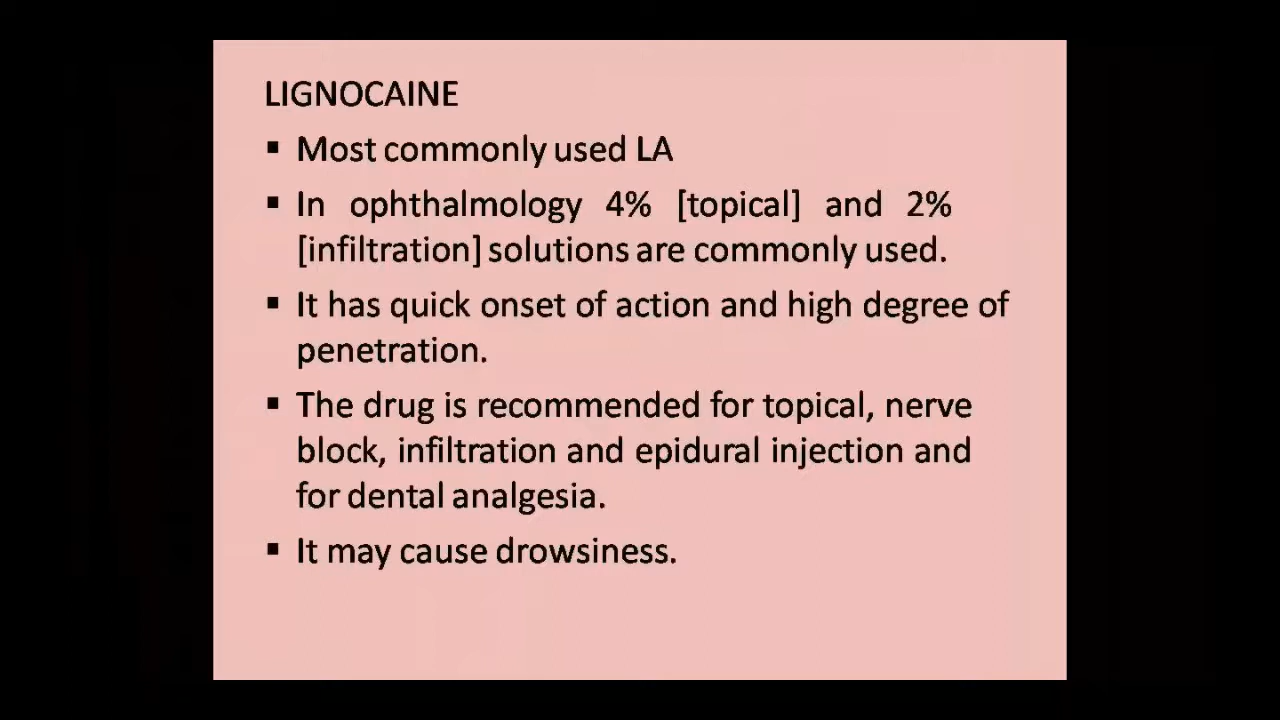 LIGNOCAINE
▪ Most commonly used LA
▪ In ophthalmology 4% [topical] and 2%
[infiltration] solutions are commonly used.
▪ It has quick onset of action and high degree of
penetration.
▪ The drug is recommended for topical, nerve
block, infiltration and epidural injection and
for dental analgesia.
▪ It may cause drowsiness.